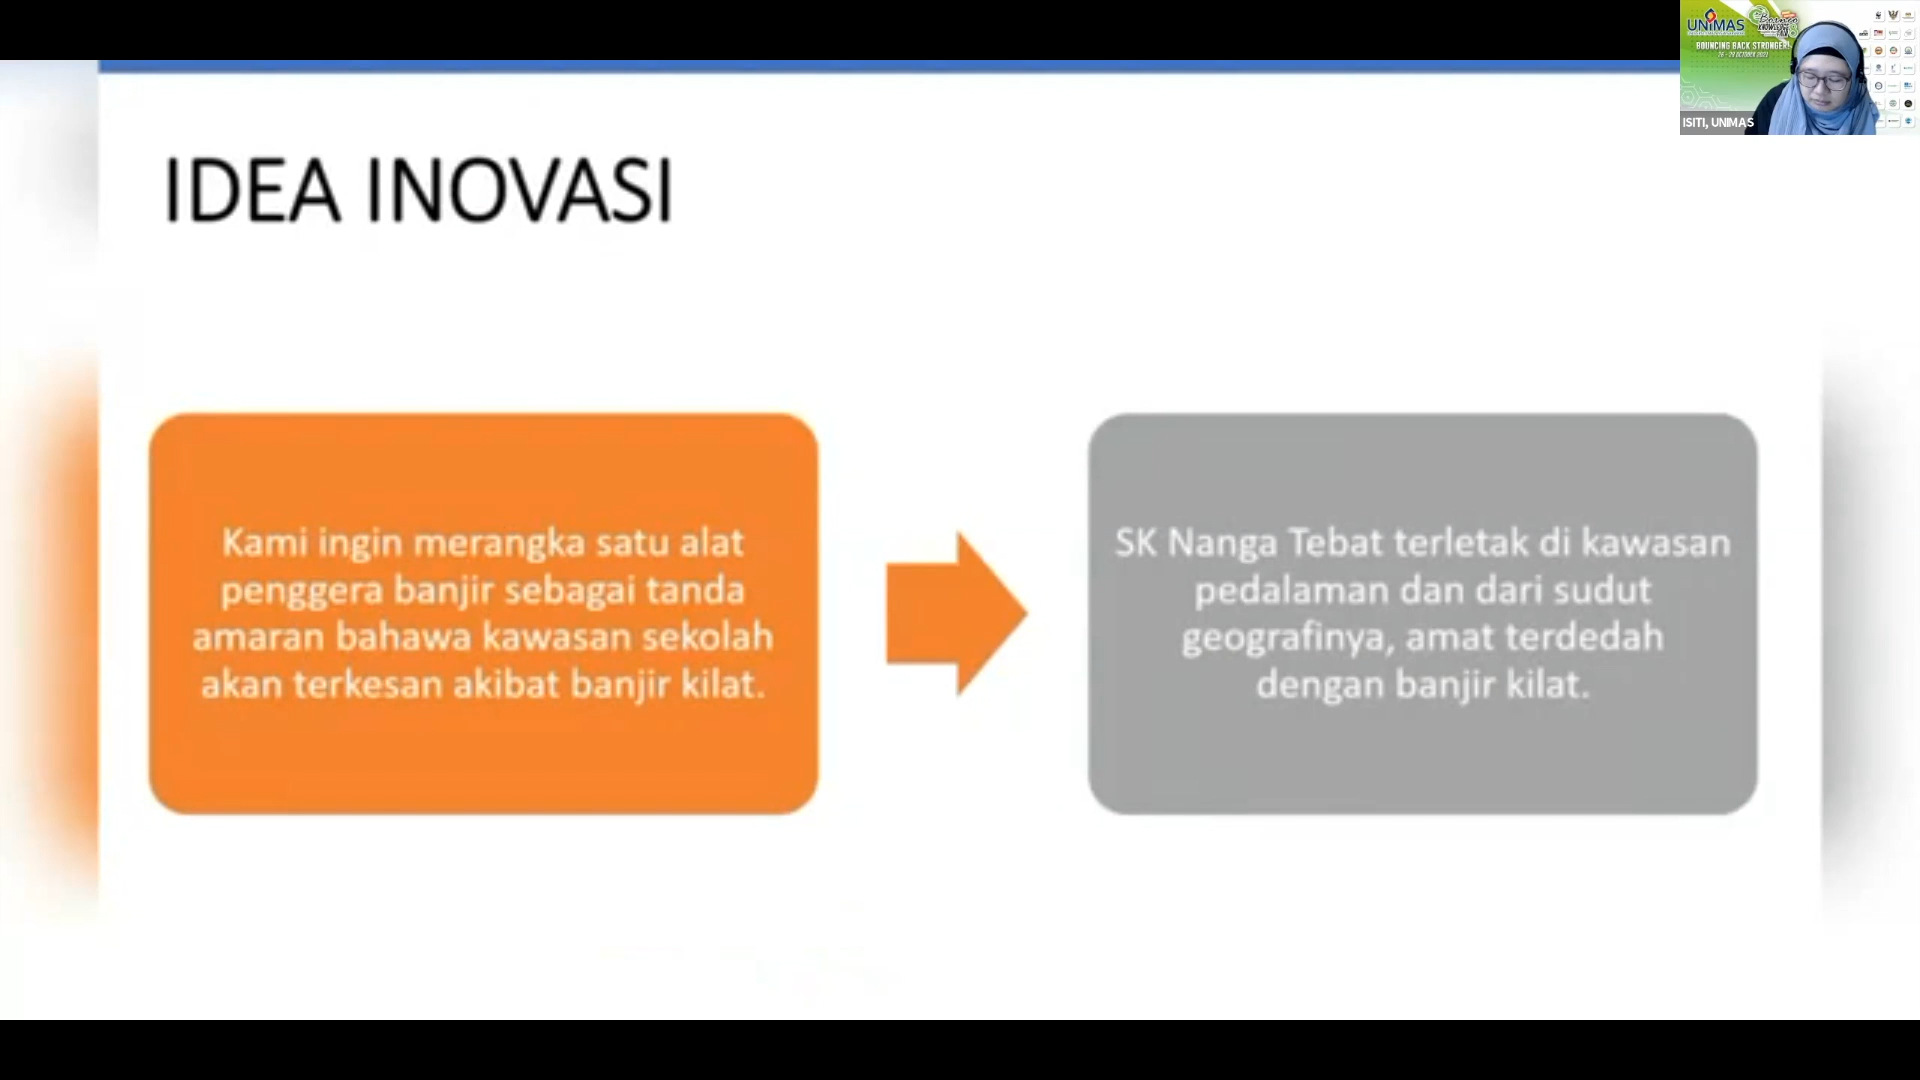 IDEA INOVASI
Kami ingin merangka satu alat
penggera banjir sebagai tanda
amaran bahawa kawasan sekolah
akan terkesan akibat banjir kilat.
SK Nanga Tebat terletak di kawasan
pedalaman dan dari sudut
geografinya, amat terdedah
dengan banjir kilat.
UNIMAS
BOUNCING BACK STRONGER!
ISITI, UNIMAS